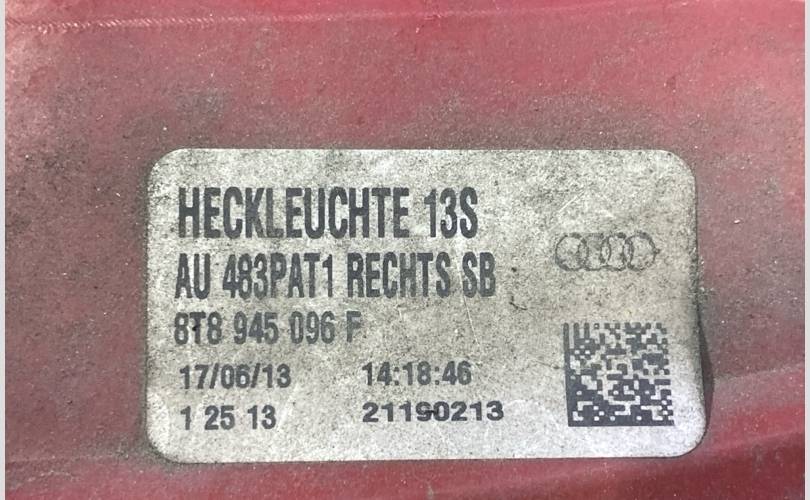 HECKLEUCHTE 13S
AU 483PAT1 RECHTS SB
8T8 945 096 F
17/06/13 14:18:46
1 25 13 21190213